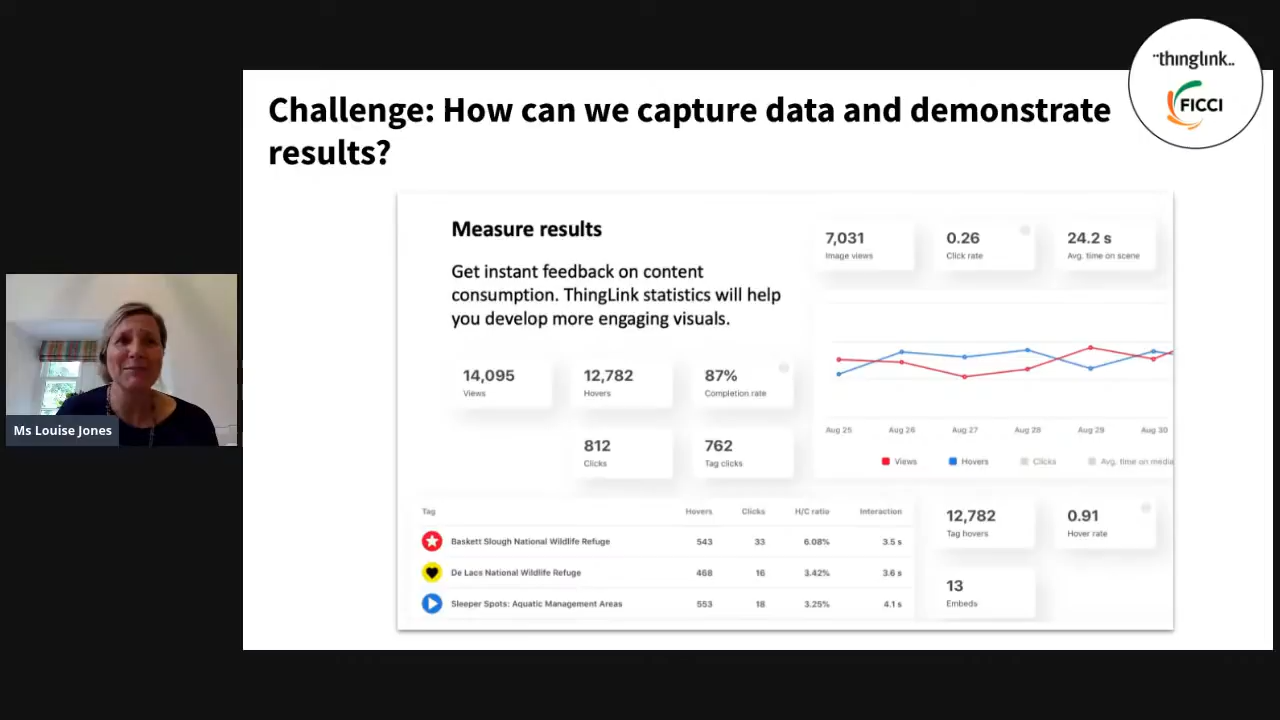 ¨thinglink..
FICCI
Challenge: How can we capture data and demonstrate
results?
Measure results
Get instant feedback on content
consumption. ThingLink statistics will help
you develop more engaging visuals.
14,095
Views
12,782
Hovers
87%
Completion rate
812
Clicks
762
Tag clicks
7,031
Image views
0.26
Click rate
24.2 s
Avg. time on scene
Aug 25 Aug 26 Aug 27 Aug 28 Aug 29 Aug 30
Views Hovers Clicks Avg. time on media
Tag Hovers Clicks H/C ratio Interaction
Baskett Slough National Wildlife Refuge 543 33 6.08% 3.5 s
De Lacs National Wildlife Refuge 468 16 3.42% 3.6 s
Sleeper Spots: Aquatic Management Areas 553 18 3.25% 4.1 s
12,782
Tag hovers
0.91
Hover rate
13
Embeds
Ms Louise Jones